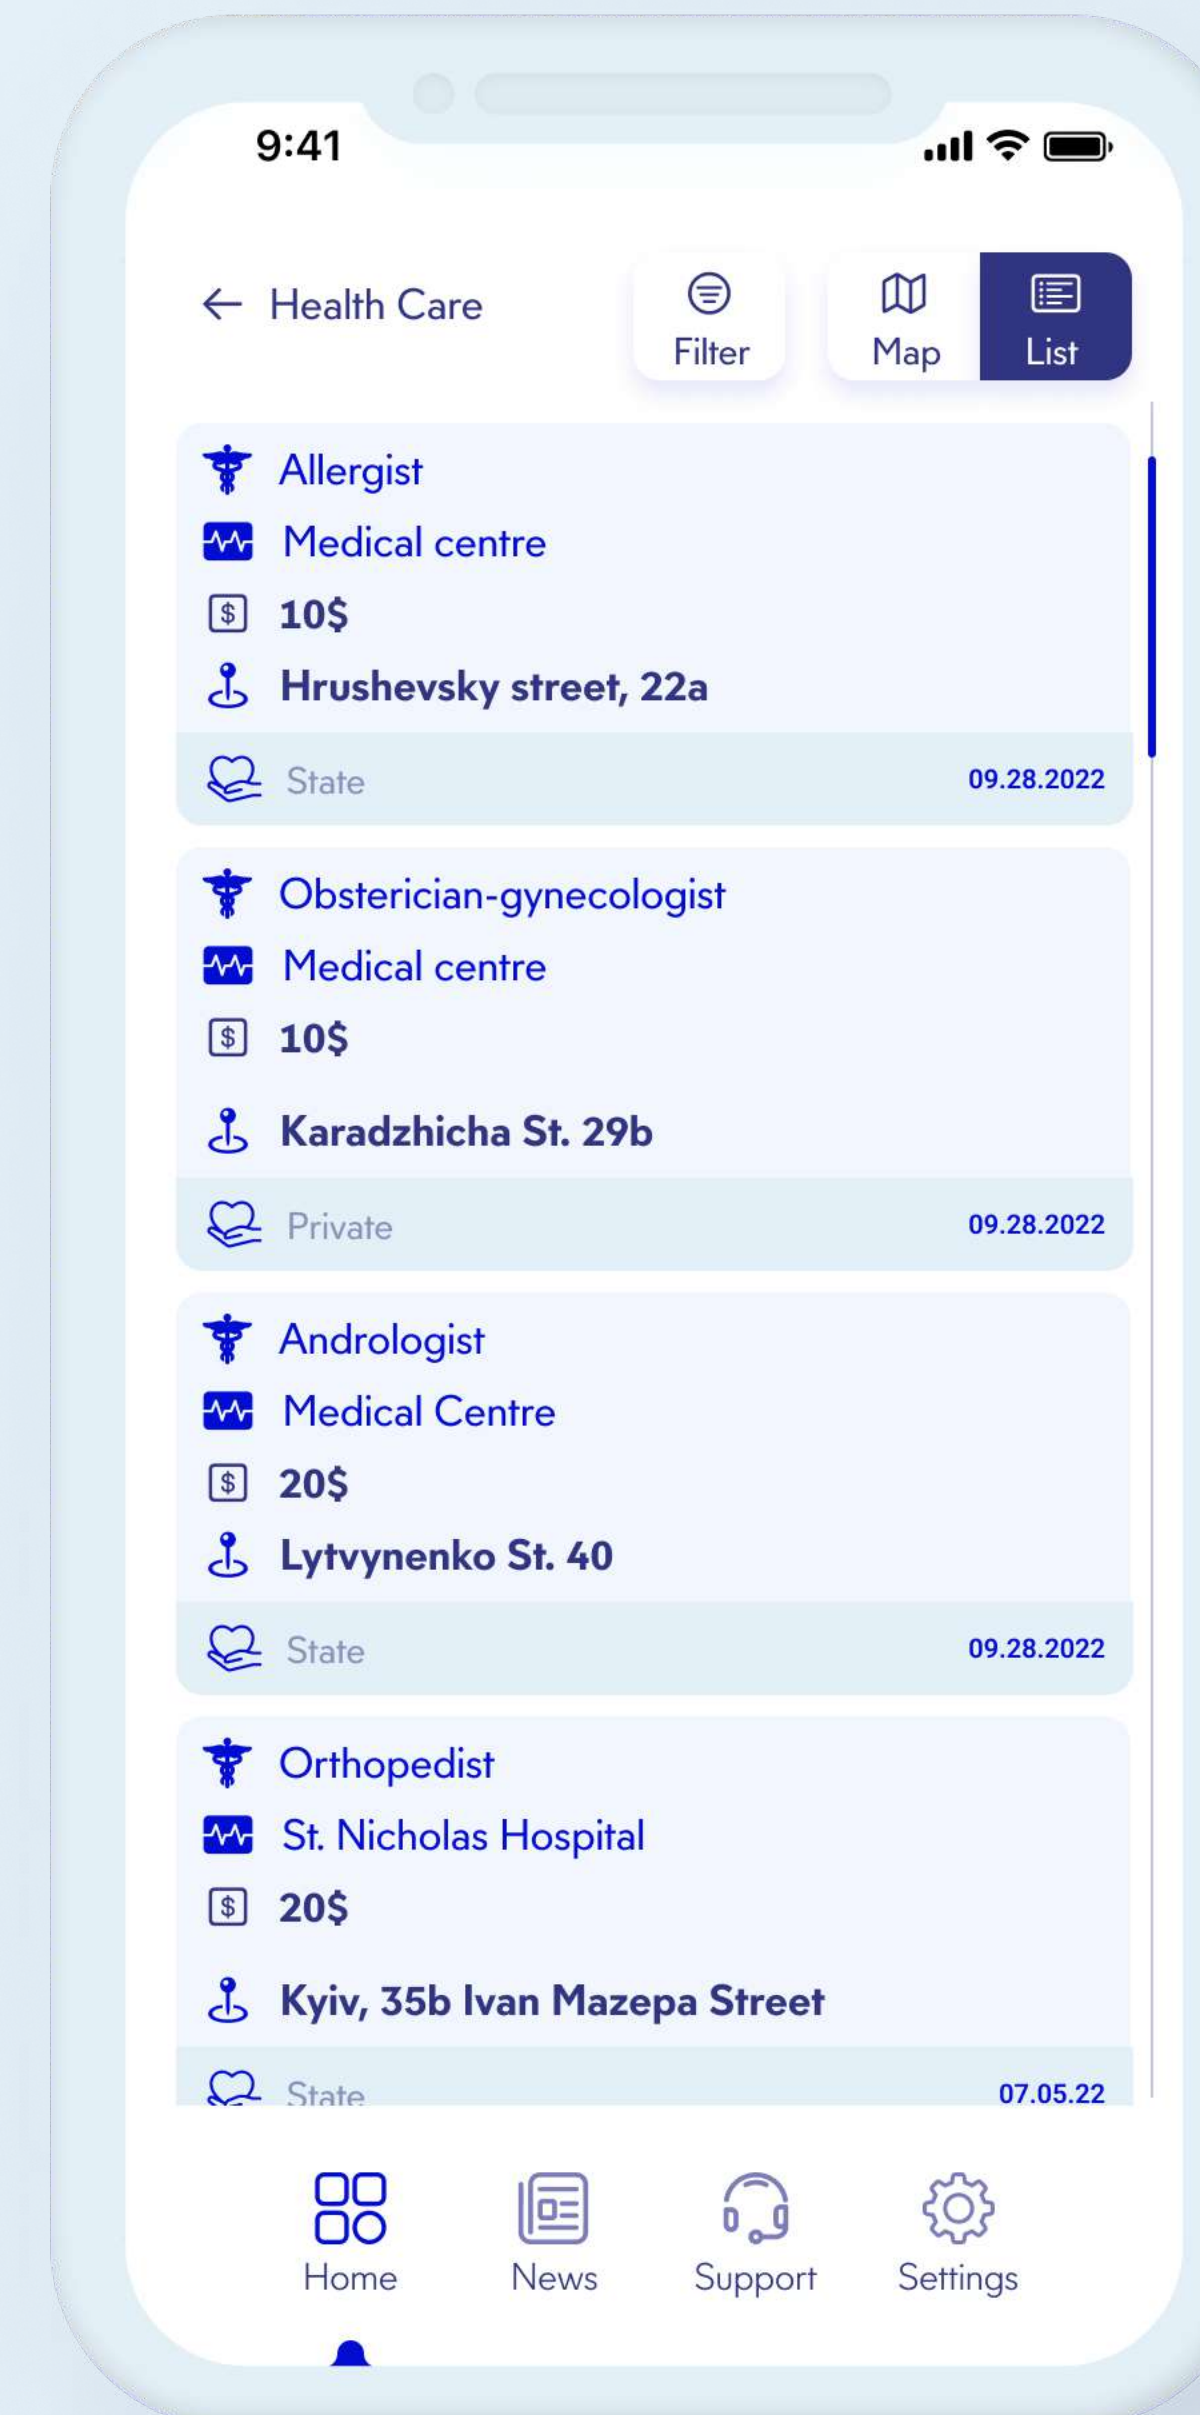 9:41
Health Care
Filter
Map
List
Allergist
Medical centre
10$
Hrushevsky street, 22a
State
09.28.2022
Obsterician-gynecologist
Medical centre
10$
Karadzhicha St. 29b
Private
09.28.2022
Andrologist
Medical Centre
20$
Lytvynenko St. 40
State
09.28.2022
Orthopedist
St. Nicholas Hospital
20$
Kyiv, 35b Ivan Mazepa Street
State
07.05.22
Home
News
Support
Settings